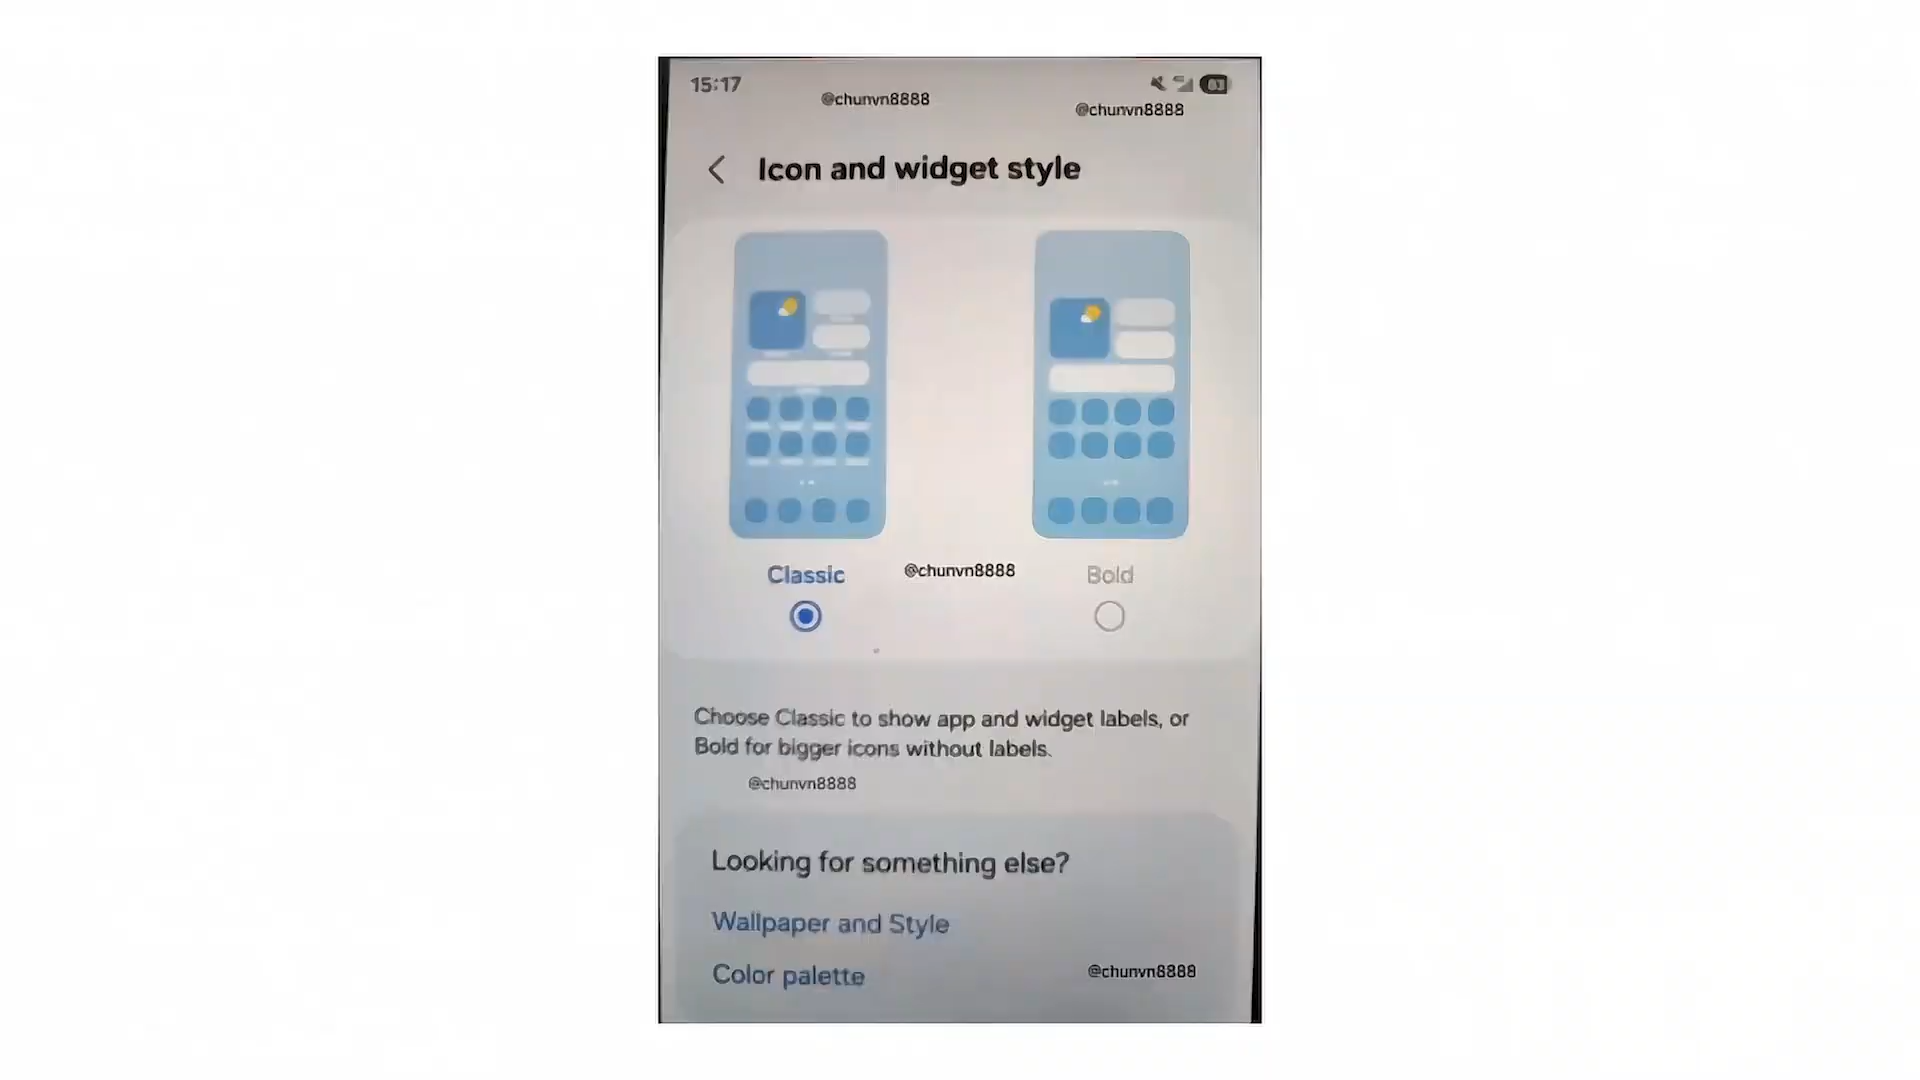 15:17
63
@chunvn8888
@chunvn8888
Icon and widget style
Classic
@chunvn8888
Bold
Choose Classic to show app and widget labels, or
Bold for bigger icons without labels.
@chunvn8888
Looking for something else?
Wallpaper and Style
Color palette
@chunvn8888